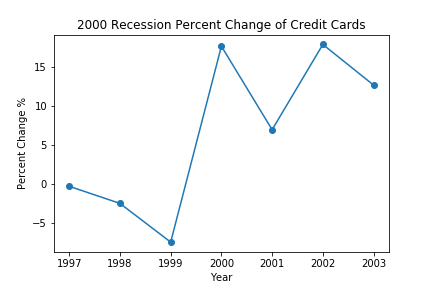 2000 Recession Percent Change of Credit Cards
Percent Change %
15
10
5
0
−5
1997 1998 1999 2000 2001 2002 2003
Year